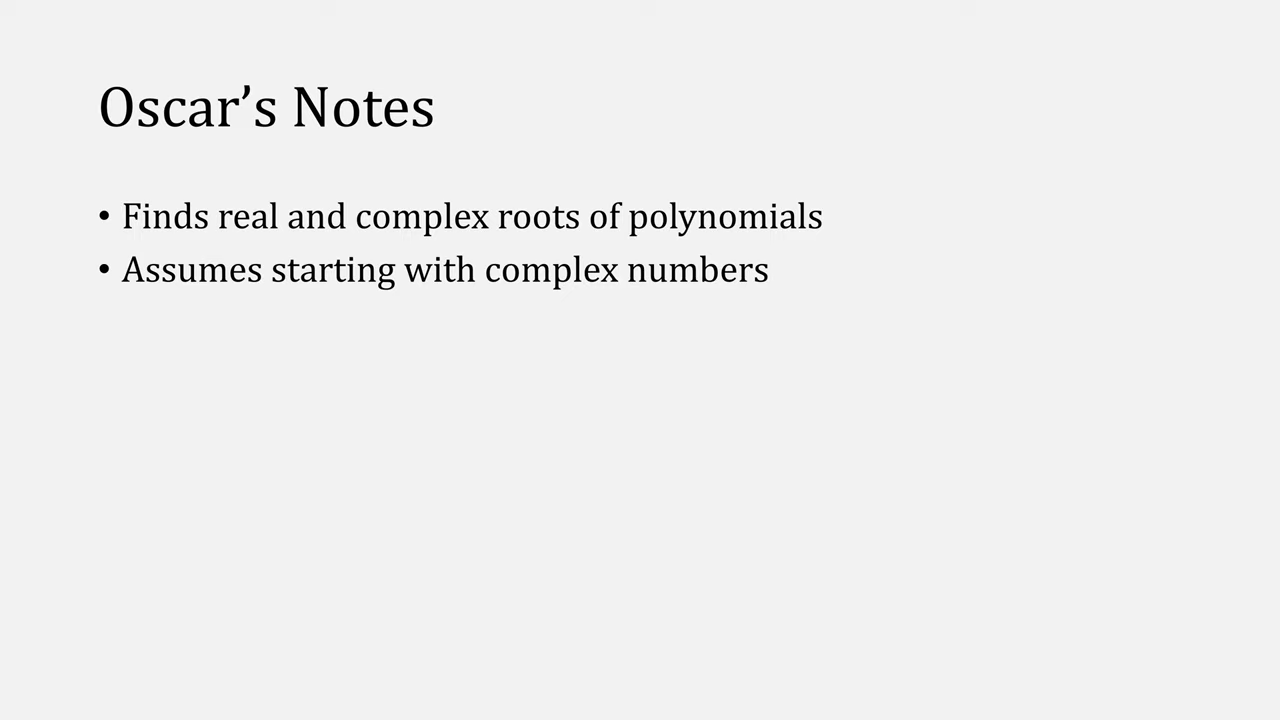 Oscar’s Notes
• Finds real and complex roots of polynomials
• Assumes starting with complex numbers